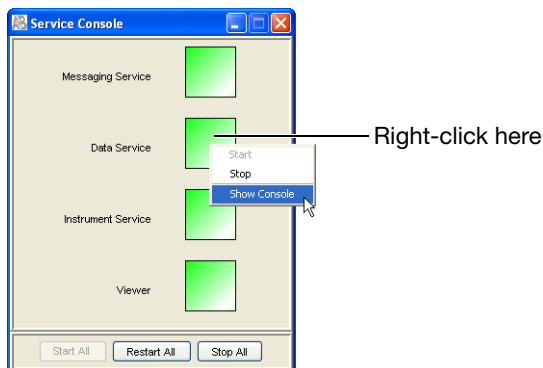 Service Console
Messaging Service
Data Service
Right-click here
Start
Stop
Show Console
Instrument Service
Viewer
Start All Restart All Stop All